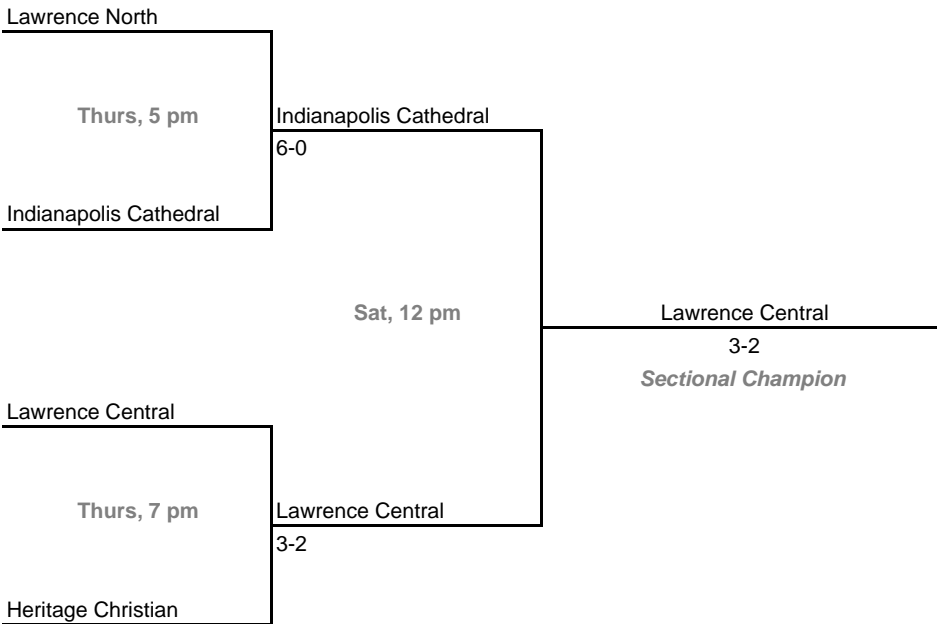 Lawrence North
Thurs, 5 pm
Indianapolis Cathedral
6-0
Indianapolis Cathedral
Sat, 12 pm
Lawrence Central
3-2
Sectional Champion
Lawrence Central
Thurs, 7 pm
Lawrence Central
3-2
Heritage Christian